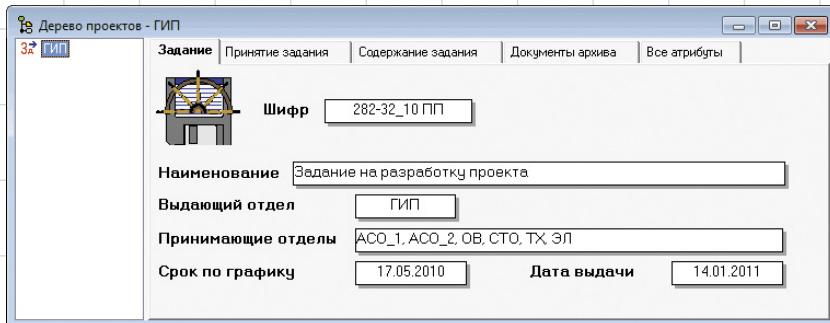 Дерево проектов - ГИП
ГИП
Задание Принятие задания Содержание задания Документы архива Все атрибуты
Шифр 282-32_10 ПП
Наименование Задание на разработку проекта
Выдающий отдел ГИП
Принимающие отделы АСО_1, АСО_2, ОВ, СТО, ТХ, ЭЛ
Срок по графику 17.05.2010 Дата выдачи 14.01.2011